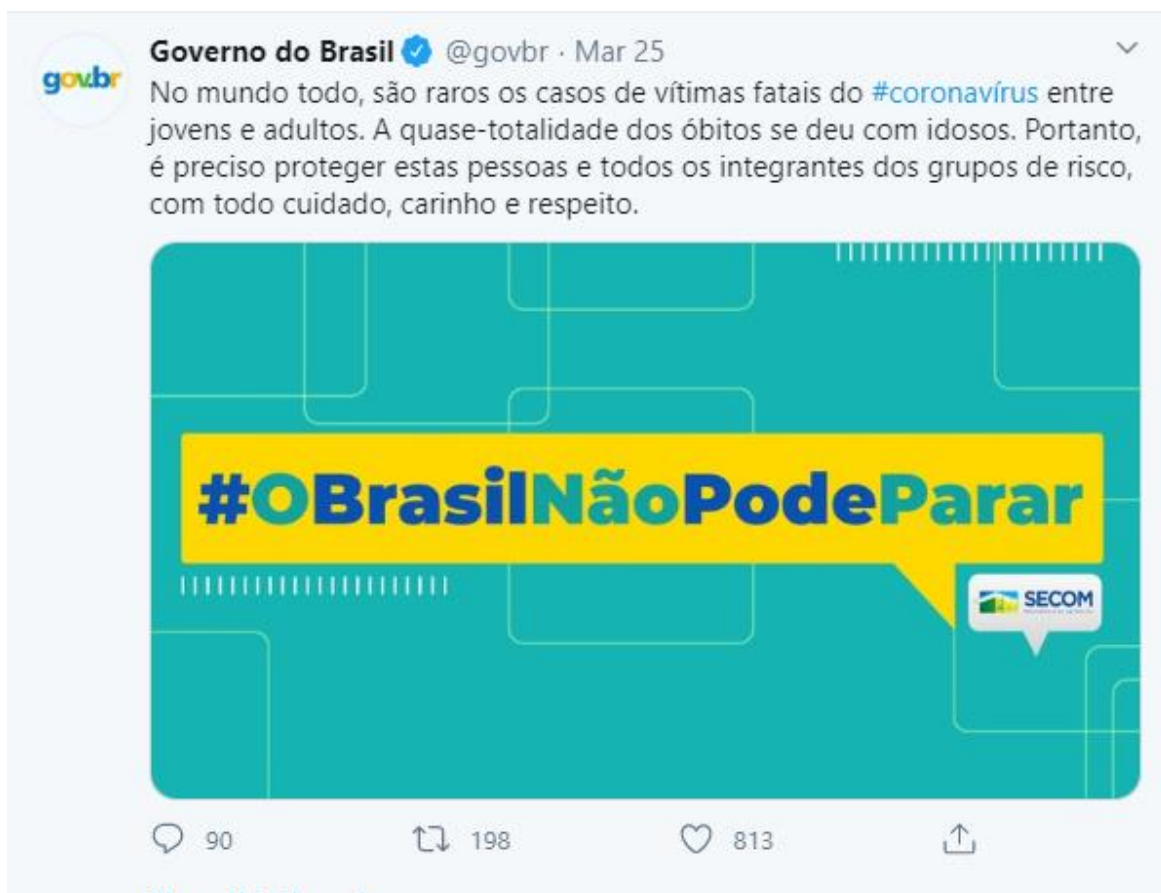 Governo do Brasil @govbr · Mar 25
gov.br
No mundo todo, são raros os casos de vítimas fatais do #coronavírus entre
jovens e adultos. A quase-totalidade dos óbitos se deu com idosos. Portanto,
é preciso proteger estas pessoas e todos os integrantes dos grupos de risco,
com todo cuidado, carinho e respeito.
#OBrasilNãoPodeParar
SECOM
90 198 813